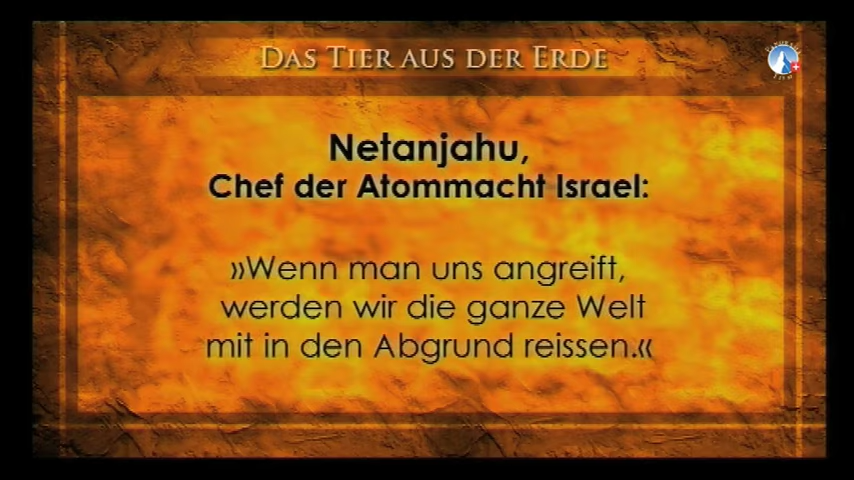 DAS TIER AUS DER ERDE
Netanjahu,
Chef der Atommacht Israel:
»Wenn man uns angreift,
werden wir die ganze Welt
mit in den Abgrund reissen.«